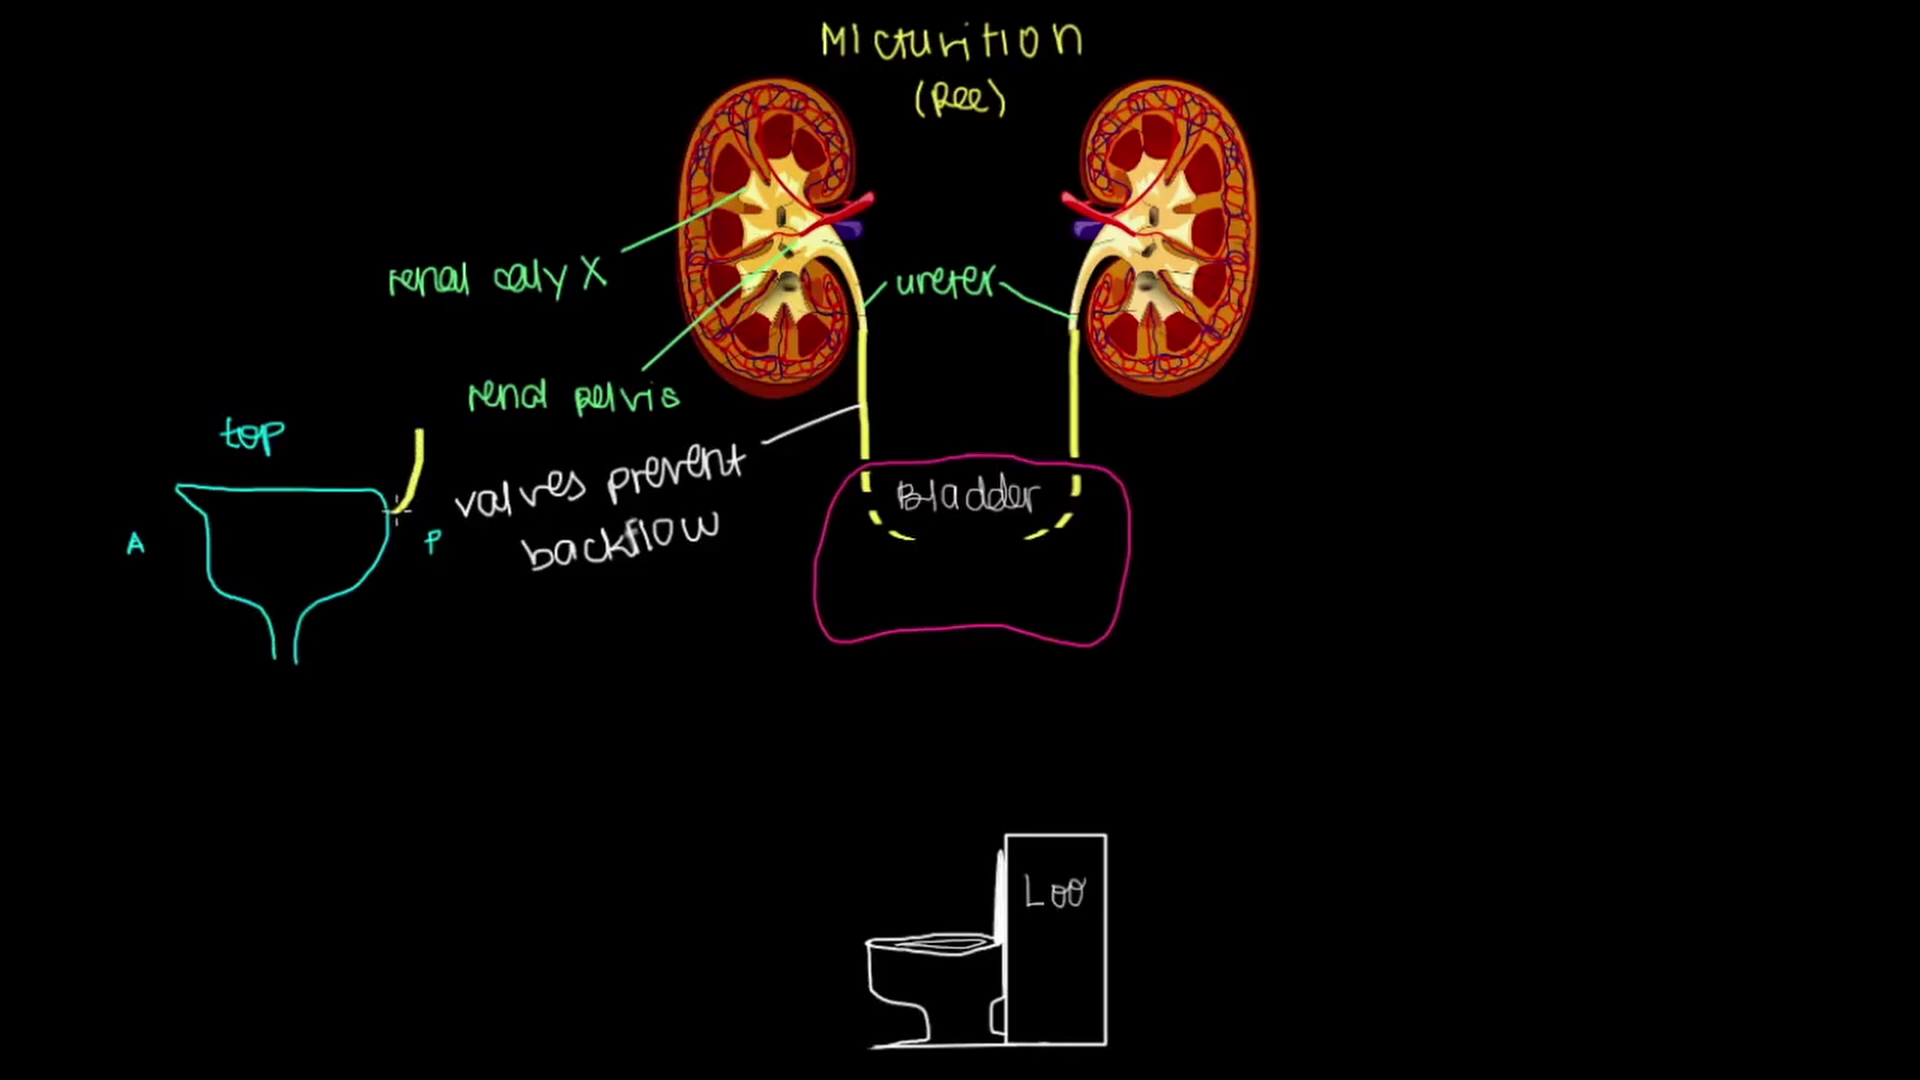 Micturition
(Pee)
renal calyx
ureter
renal pelvis
top
valves prevent
backflow
Bladder
A
P
Loo